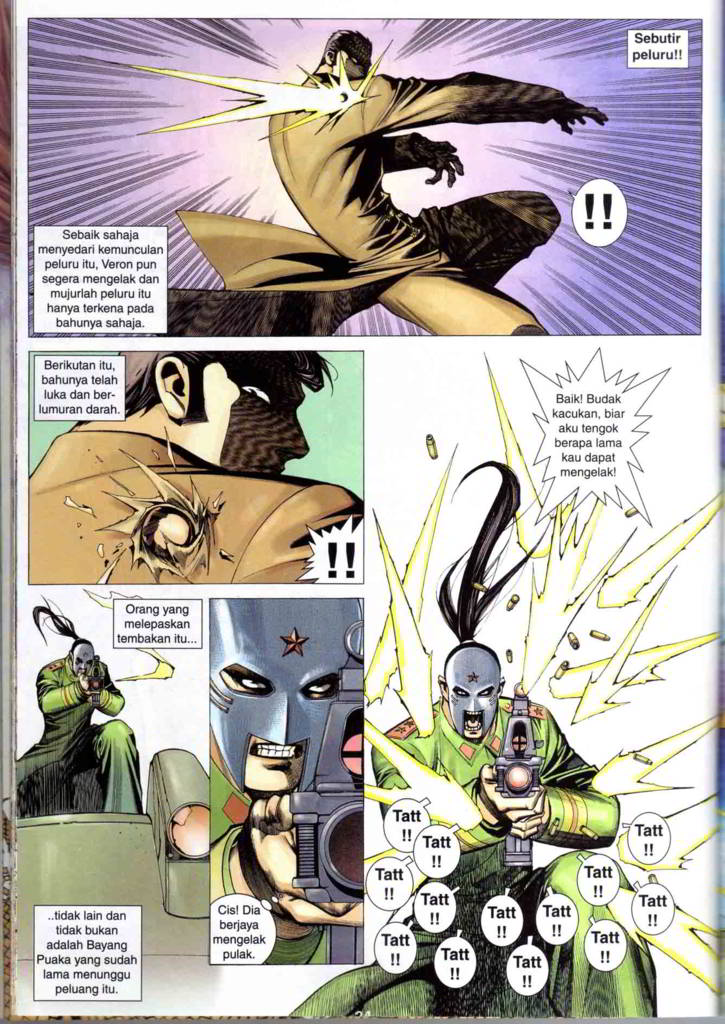 Sebutir
peluru!!
!!
Sebaik sahaja
menyedari kemunculan
peluru itu, Veron pun
segera mengelak dan
mujurlah peluru itu
hanya terkena pada
bahunya sahaja.
Berikutan itu,
bahunya telah
luka dan ber-
lumuran darah.
!!
Baik! Budak
kacukan, biar
aku tengok
berapa lama
kau dapat
mengelak!
Orang yang
melepaskan
tembakan itu...
..tidak lain dan
tidak bukan
adalah Bayang
Puaka yang sudah
lama menunggu
peluang itu.
Cis! Dia
berjaya
mengelak
pulak.
Tatt
!!
Tatt
!!
Tatt
!!
Tatt
!!
Tatt
!!
Tatt
!!
Tatt
!!
Tatt
!!
Tatt
!!
Tatt
!!
Tatt
!!
Tatt
!!
Tatt
!!
34